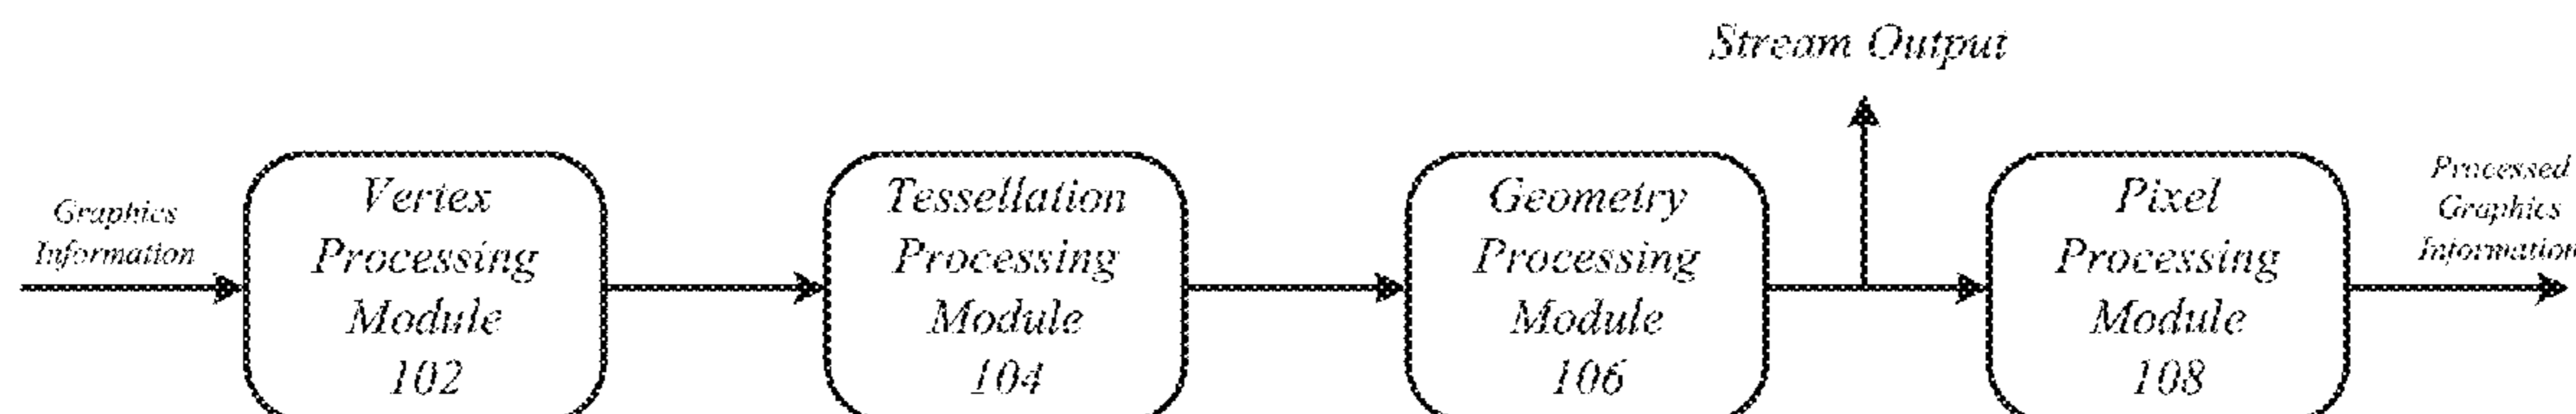 Stream Output
Graphics
Information
Vertex
Processing
Module
102
Tessellation
Processing
Module
104
Geometry
Processing
Module
106
Pixel
Processing
Module
108
Processed
Graphics
Information